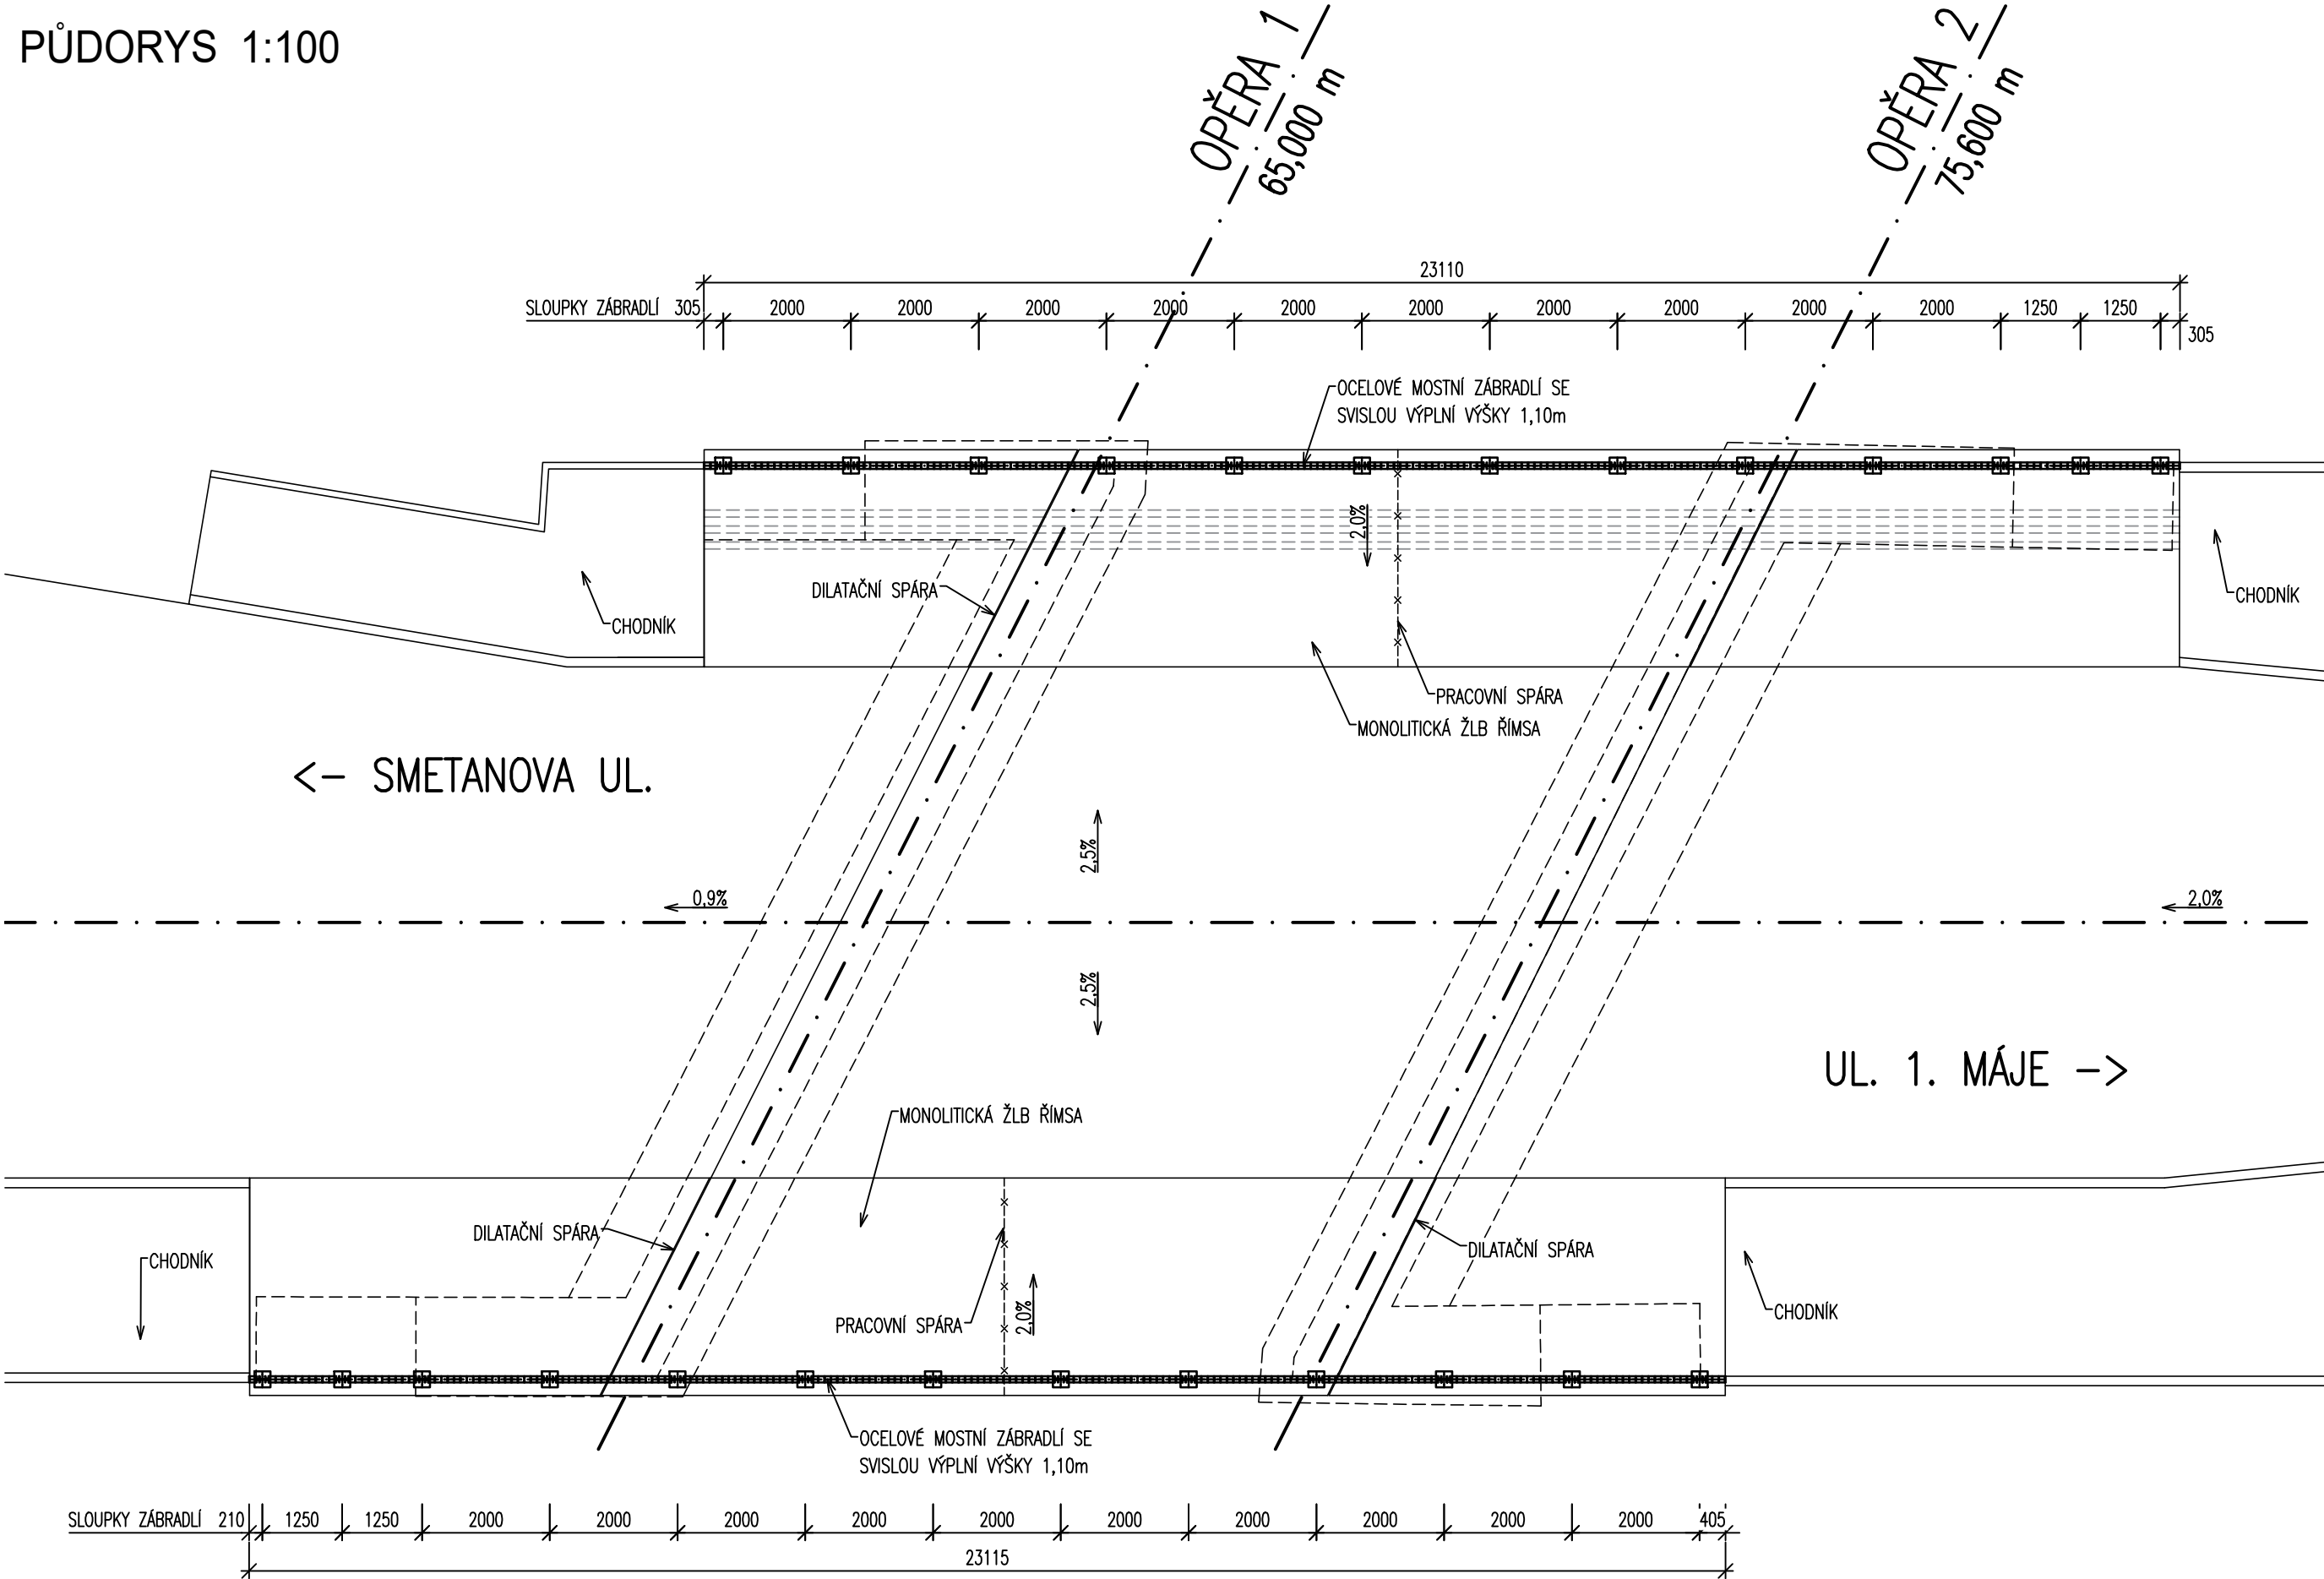 PŮDORYS 1:100
OPĚRA 1
65,000 m
OPĚRA 2
75,600 m
23110
SLOUPKY ZÁBRADLÍ 305 2000 2000 2000 2000 2000 2000 2000 2000 2000 2000 1250 1250
305
OCELOVÉ MOSTNÍ ZÁBRADLÍ SE
SVISLOU VÝPLNÍ VÝŠKY 1,10m
2,0%
DILATAČNÍ SPÁRA
CHODNÍK
CHODNÍK
PRACOVNÍ SPÁRA
MONOLITICKÁ ŽLB ŘÍMSA
<- SMETANOVA UL.
2,5%
0,9%
2,0%
2,5%
UL. 1. MÁJE ->
MONOLITICKÁ ŽLB ŘÍMSA
DILATAČNÍ SPÁRA
DILATAČNÍ SPÁRA
CHODNÍK
CHODNÍK
PRACOVNÍ SPÁRA
2,0%
OCELOVÉ MOSTNÍ ZÁBRADLÍ SE
SVISLOU VÝPLNÍ VÝŠKY 1,10m
SLOUPKY ZÁBRADLÍ 210 1250 1250 2000 2000 2000 2000 2000 2000 2000 2000 2000 2000 405
23115